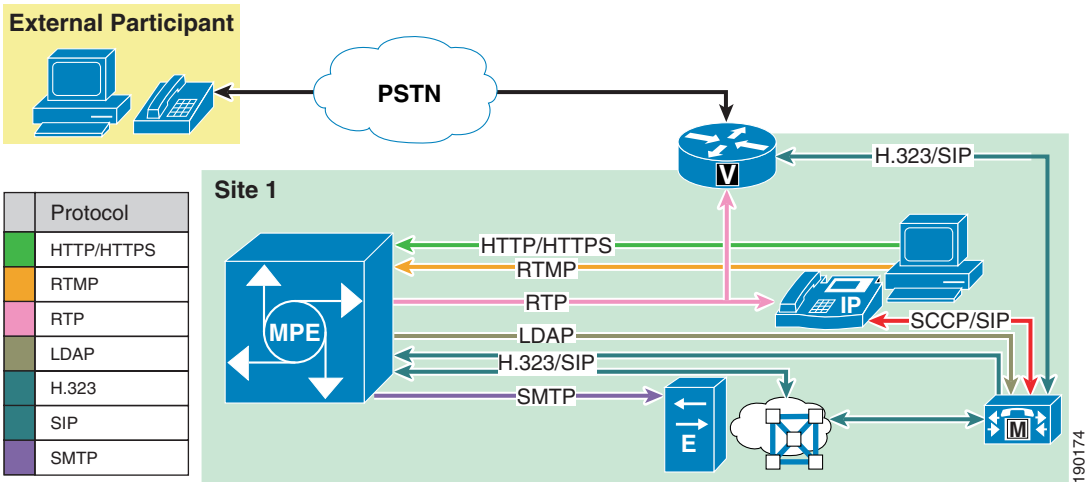 External Participant
PSTN
H.323/SIP
V
Site 1
Protocol
HTTP/HTTPS
RTMP
RTP
LDAP
H.323
SIP
SMTP
MPE
HTTP/HTTPS
RTMP
RTP
IP
SCCP/SIP
LDAP
H.323/SIP
SMTP
E
M
190174